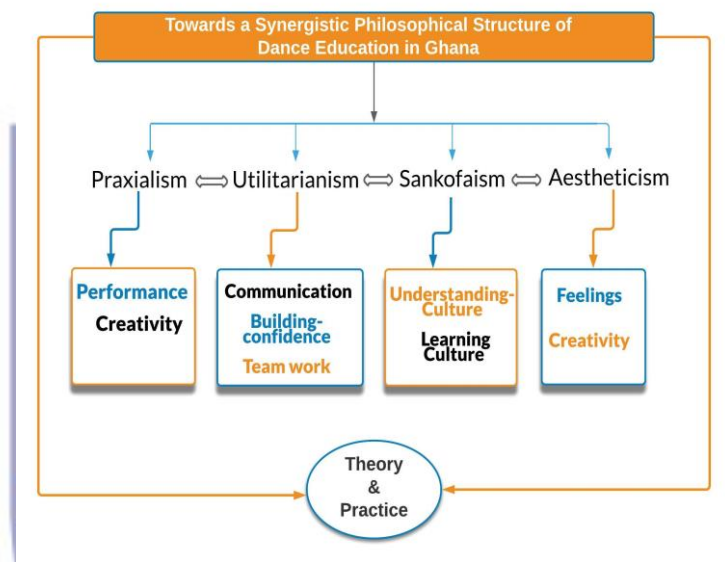 Towards a Synergistic Philosophical Structure of
Dance Education in Ghana
Praxialism
Utilitarianism
Sankofaism
Aestheticism
Performance
Creativity
Communication
Building-
confidence
Team work
Understanding-
Culture
Learning
Culture
Feelings
Creativity
Theory
&
Practice